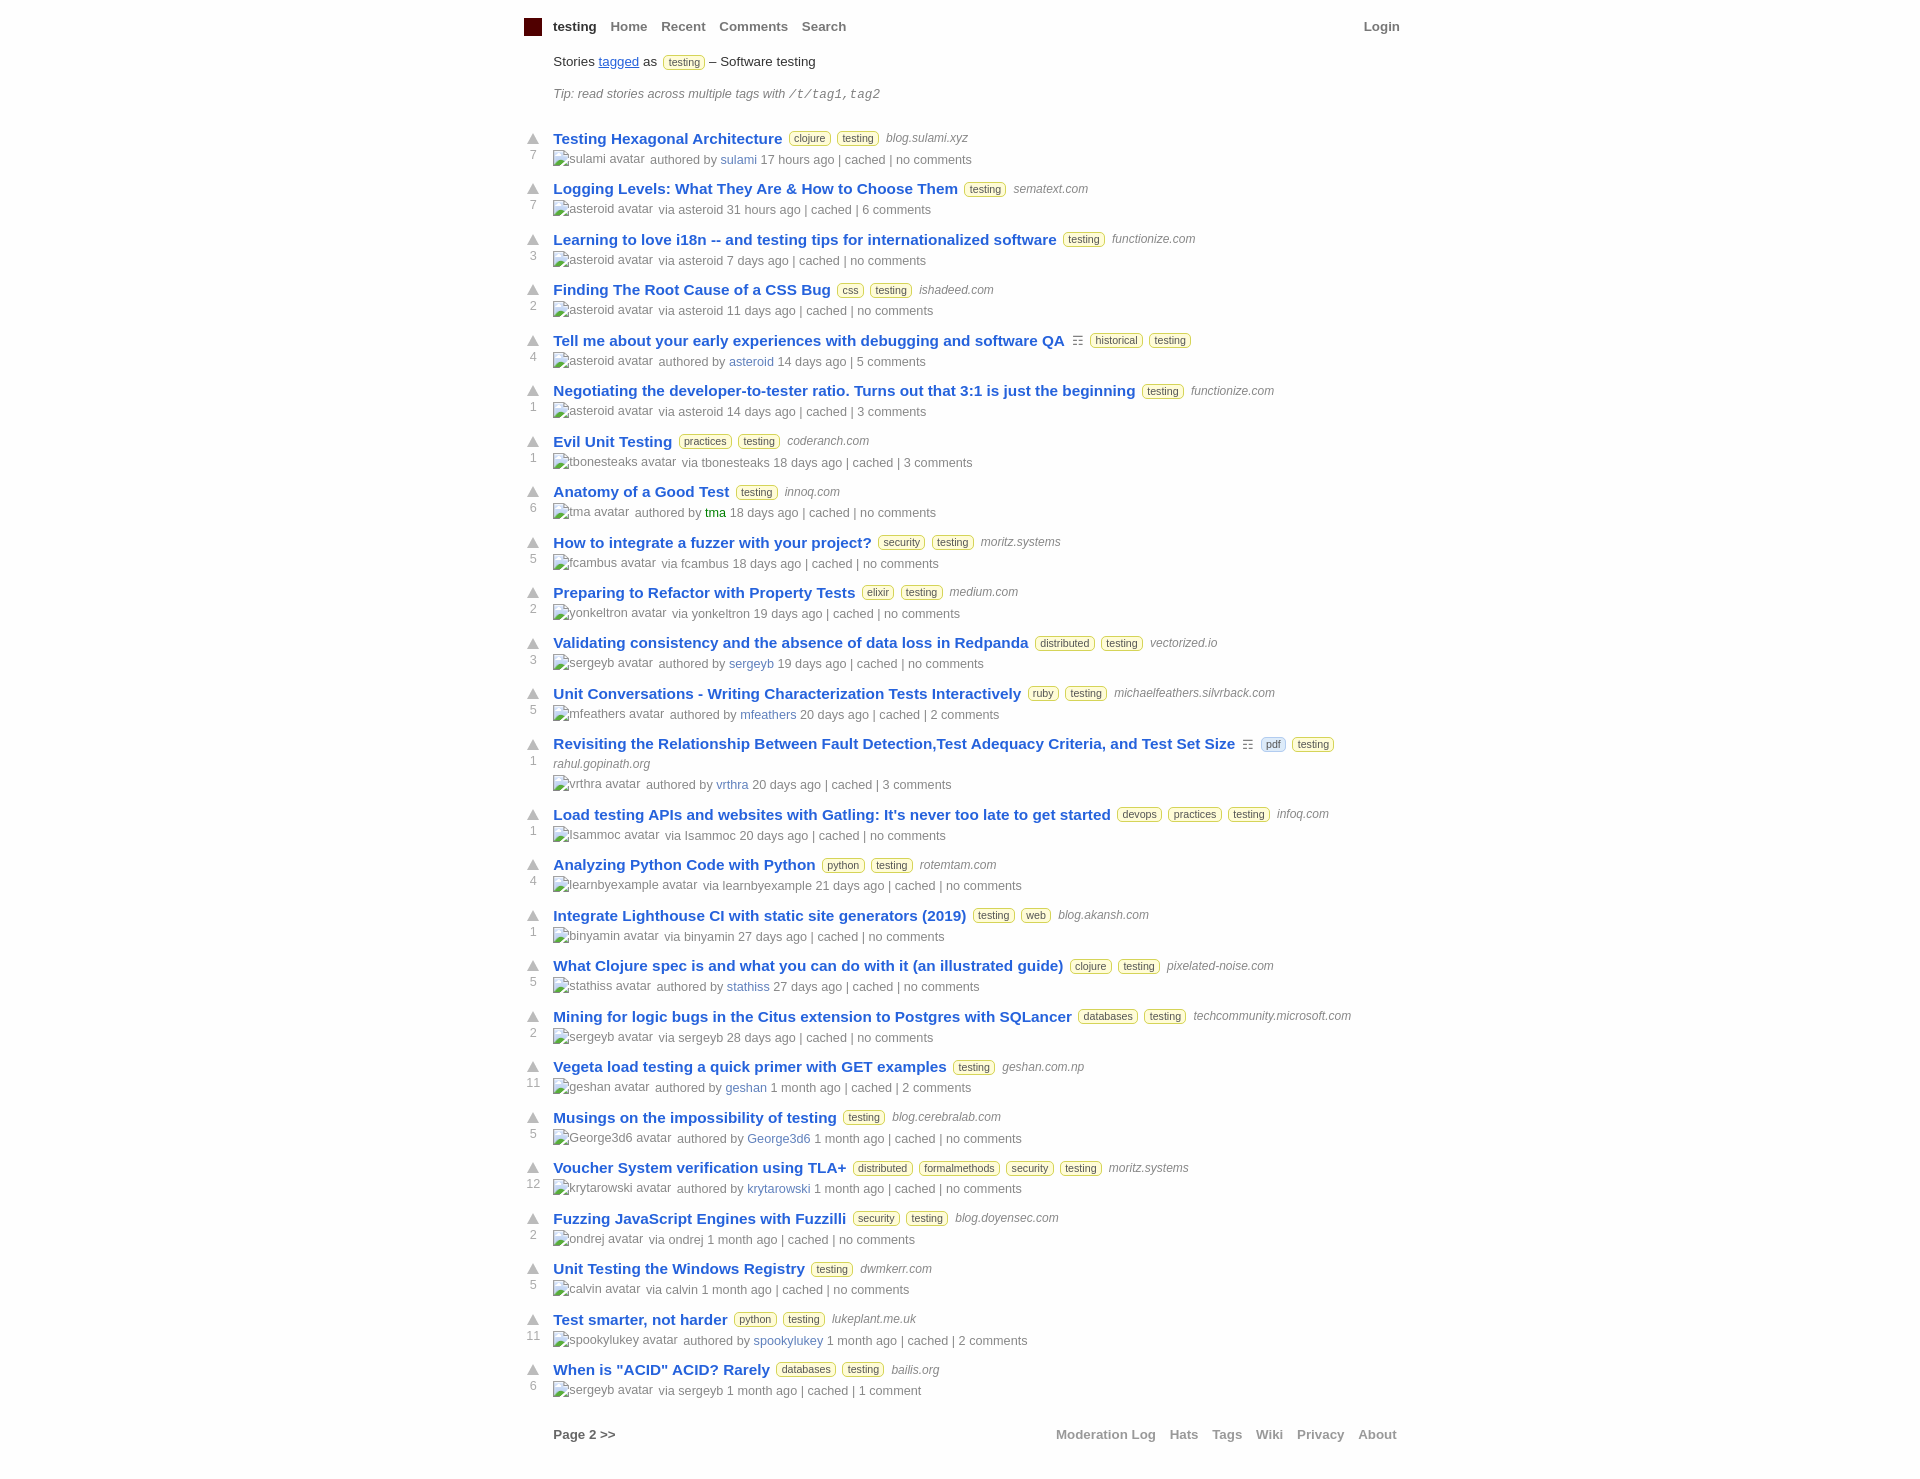 testing Home Recent Comments Search Login
Stories tagged as testing – Software testing
Tip: read stories across multiple tags with /t/tag1,tag2
Testing Hexagonal Architecture clojure testing blog.sulami.xyz
7 sulami avatar authored by sulami 17 hours ago | cached | no comments
Logging Levels: What They Are & How to Choose Them testing sematext.com
7 asteroid avatar via asteroid 31 hours ago | cached | 6 comments
Learning to love i18n -- and testing tips for internationalized software testing functionize.com
3 asteroid avatar via asteroid 7 days ago | cached | no comments
Finding The Root Cause of a CSS Bug css testing ishadeed.com
2 asteroid avatar via asteroid 11 days ago | cached | no comments
Tell me about your early experiences with debugging and software QA ☶ historical testing
4 asteroid avatar authored by asteroid 14 days ago | 5 comments
Negotiating the developer-to-tester ratio. Turns out that 3:1 is just the beginning testing functionize.com
1 asteroid avatar via asteroid 14 days ago | cached | 3 comments
Evil Unit Testing practices testing coderanch.com
1 tbonesteaks avatar via tbonesteaks 18 days ago | cached | 3 comments
Anatomy of a Good Test testing innoq.com
6 tma avatar authored by tma 18 days ago | cached | no comments
How to integrate a fuzzer with your project? security testing moritz.systems
5 fcambus avatar via fcambus 18 days ago | cached | no comments
Preparing to Refactor with Property Tests elixir testing medium.com
2 yonkeltron avatar via yonkeltron 19 days ago | cached | no comments
Validating consistency and the absence of data loss in Redpanda distributed testing vectorized.io
3 sergeyb avatar authored by sergeyb 19 days ago | cached | no comments
Unit Conversations - Writing Characterization Tests Interactively ruby testing michaelfeathers.silvrback.com
5 mfeathers avatar authored by mfeathers 20 days ago | cached | 2 comments
Revisiting the Relationship Between Fault Detection,Test Adequacy Criteria, and Test Set Size ☶ pdf testing
1 rahul.gopinath.org
vrthra avatar authored by vrthra 20 days ago | cached | 3 comments
Load testing APIs and websites with Gatling: It's never too late to get started devops practices testing infoq.com
1 Isammoc avatar via Isammoc 20 days ago | cached | no comments
Analyzing Python Code with Python python testing rotemtam.com
4 learnbyexample avatar via learnbyexample 21 days ago | cached | no comments
Integrate Lighthouse CI with static site generators (2019) testing web blog.akansh.com
1 binyamin avatar via binyamin 27 days ago | cached | no comments
What Clojure spec is and what you can do with it (an illustrated guide) clojure testing pixelated-noise.com
5 stathiss avatar authored by stathiss 27 days ago | cached | no comments
Mining for logic bugs in the Citus extension to Postgres with SQLancer databases testing techcommunity.microsoft.com
2 sergeyb avatar via sergeyb 28 days ago | cached | no comments
Vegeta load testing a quick primer with GET examples testing geshan.com.np
11 geshan avatar authored by geshan 1 month ago | cached | 2 comments
Musings on the impossibility of testing testing blog.cerebralab.com
5 George3d6 avatar authored by George3d6 1 month ago | cached | no comments
Voucher System verification using TLA+ distributed formalmethods security testing moritz.systems
12 krytarowski avatar authored by krytarowski 1 month ago | cached | no comments
Fuzzing JavaScript Engines with Fuzzilli security testing blog.doyensec.com
2 ondrej avatar via ondrej 1 month ago | cached | no comments
Unit Testing the Windows Registry testing dwmkerr.com
5 calvin avatar via calvin 1 month ago | cached | no comments
Test smarter, not harder python testing lukeplant.me.uk
11 spookylukey avatar authored by spookylukey 1 month ago | cached | 2 comments
When is "ACID" ACID? Rarely databases testing bailis.org
6 sergeyb avatar via sergeyb 1 month ago | cached | 1 comment
Page 2 >> Moderation Log Hats Tags Wiki Privacy About